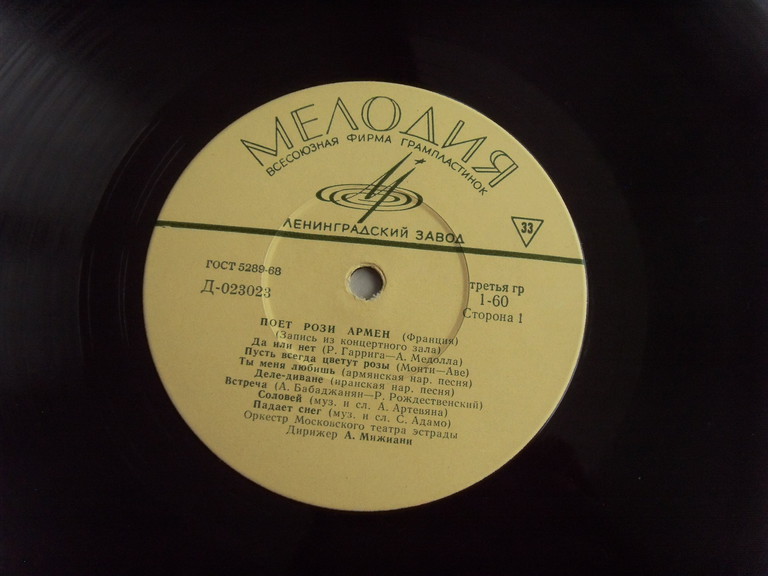 МЕЛОДИЯ
ВСЕСОЮЗНАЯ ФИРМА ГРАМПЛАСТИНОК
ЛЕНИНГРАДСКИЙ ЗАВОД
33
ГОСТ 5289-68
Д-023023
третья гр
1-60
Сторона 1
ПОЕТ РОЗИ АРМЕН (Франция)
(Запись из концертного зала)
Да или нет (Р. Гаррига—А. Медолла)
Пусть всегда цветут розы (Монти—Аве)
Ты меня любишь (армянская нар. песня)
Деле-диване (иранская нар. песня)
Встреча (А. Бабаджанян—Р. Рождественский)
Соловей (муз. и сл. А. Артевяна)
Падает снег (муз. и сл. С. Адамо)
Оркестр Московского театра эстрады
Дирижер А. Мижиани